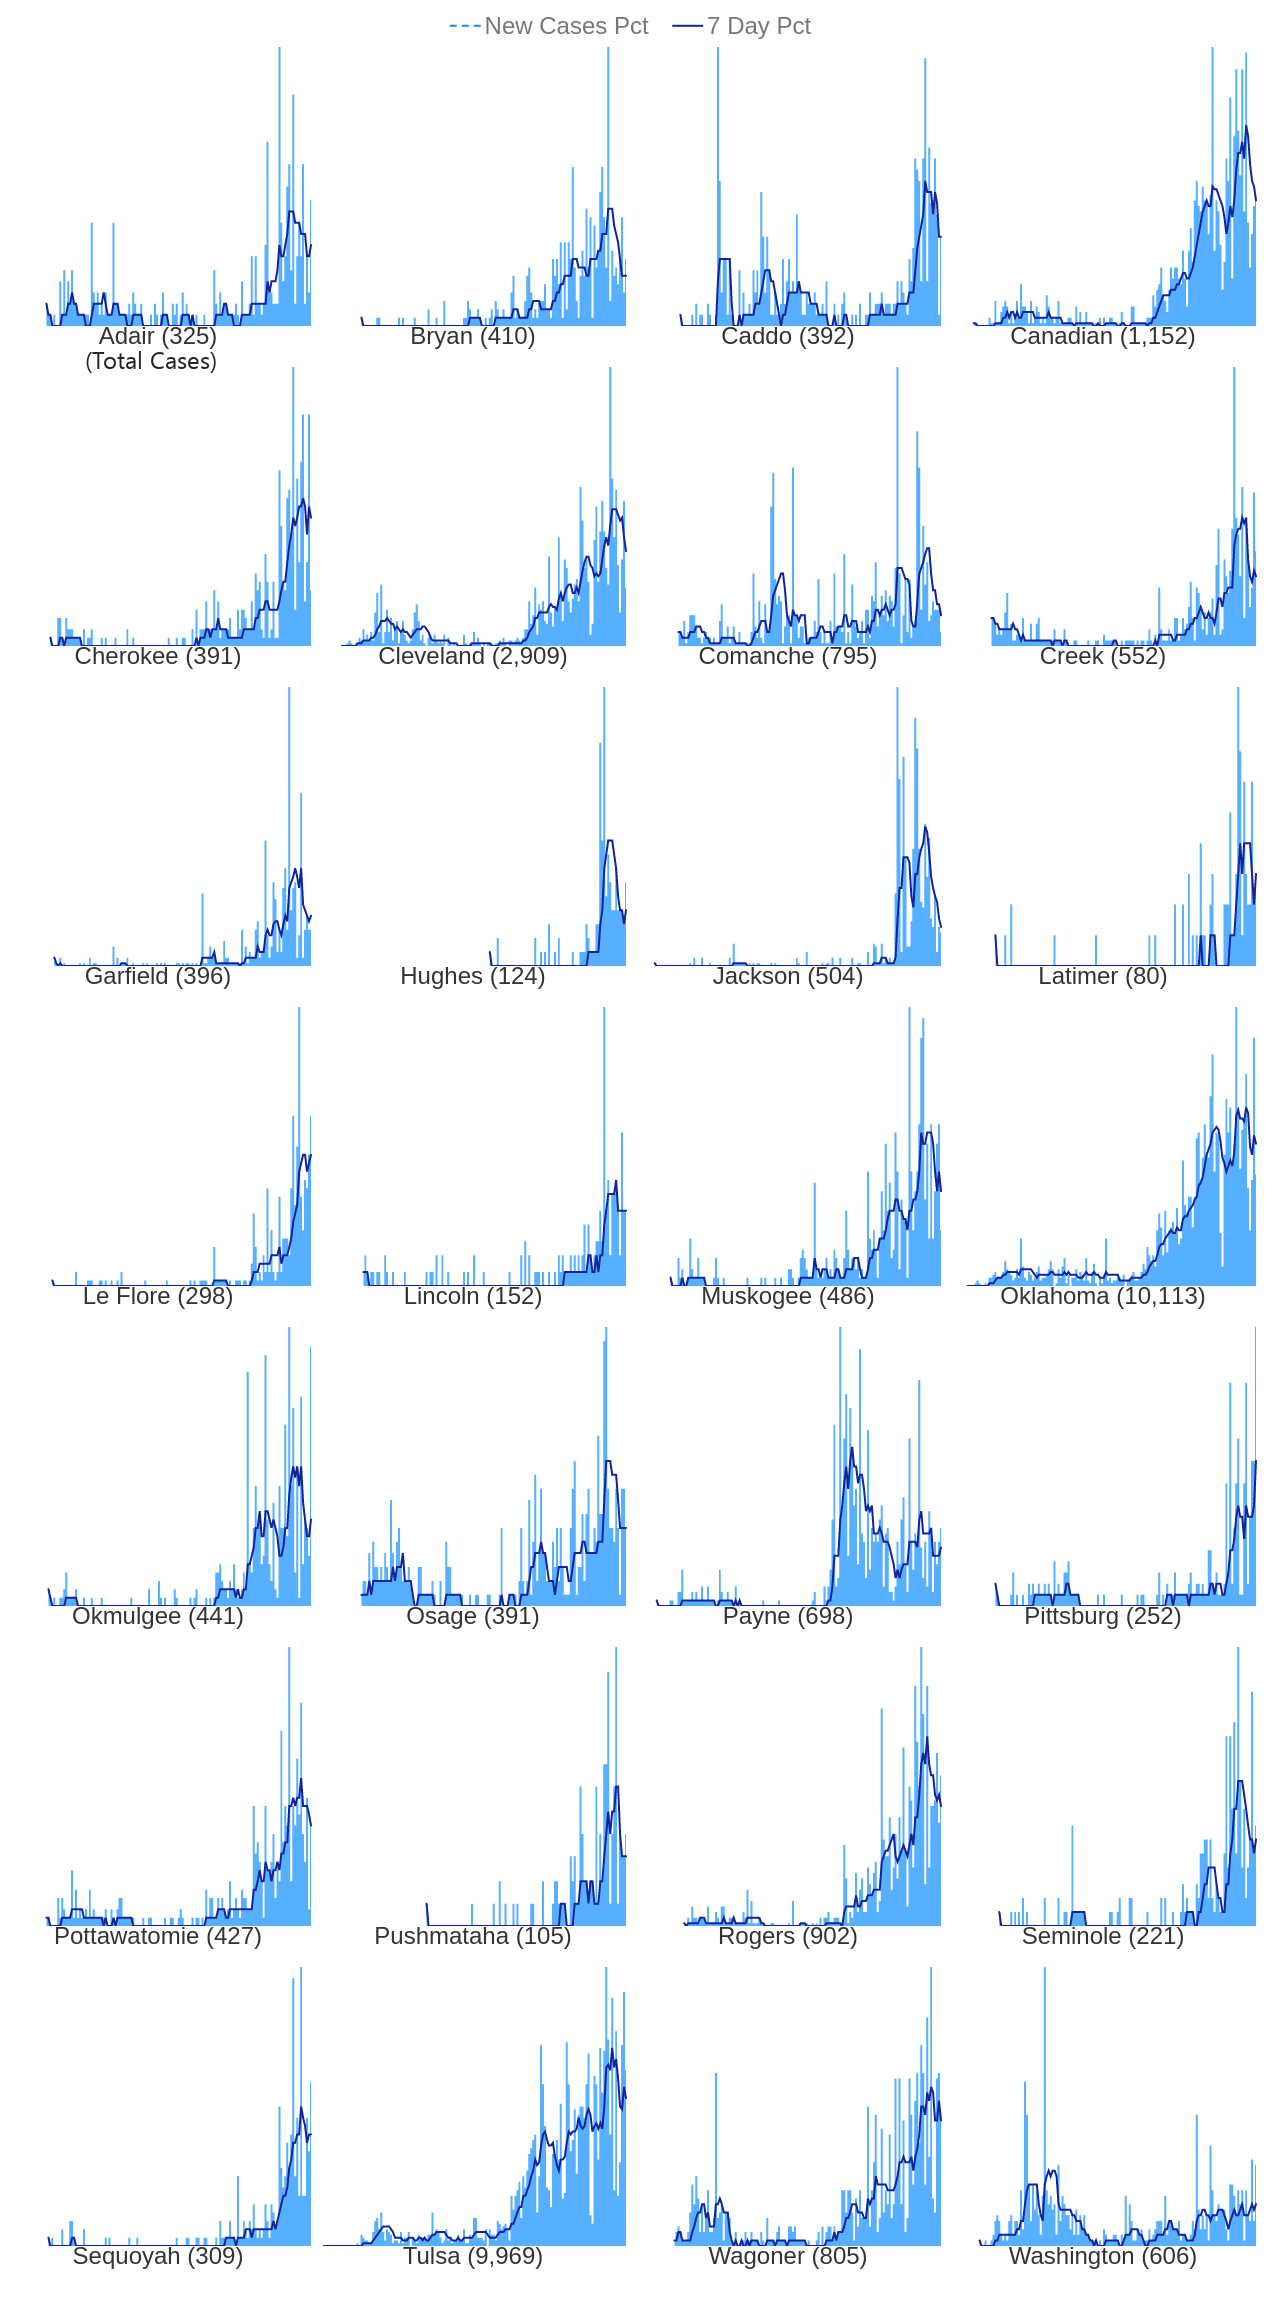 New Cases Pct 7 Day Pct
Adair (325) Bryan (410) Caddo (392) Canadian (1,152)
(Total Cases)
Cherokee (391) Cleveland (2,909) Comanche (795) Creek (552)
Garfield (396) Hughes (124) Jackson (504) Latimer (80)
Le Flore (298) Lincoln (152) Muskogee (486) Oklahoma (10,113)
Okmulgee (441) Osage (391) Payne (698) Pittsburg (252)
Pottawatomie (427) Pushmataha (105) Rogers (902) Seminole (221)
Sequoyah (309) Tulsa (9,969) Wagoner (805) Washington (606)